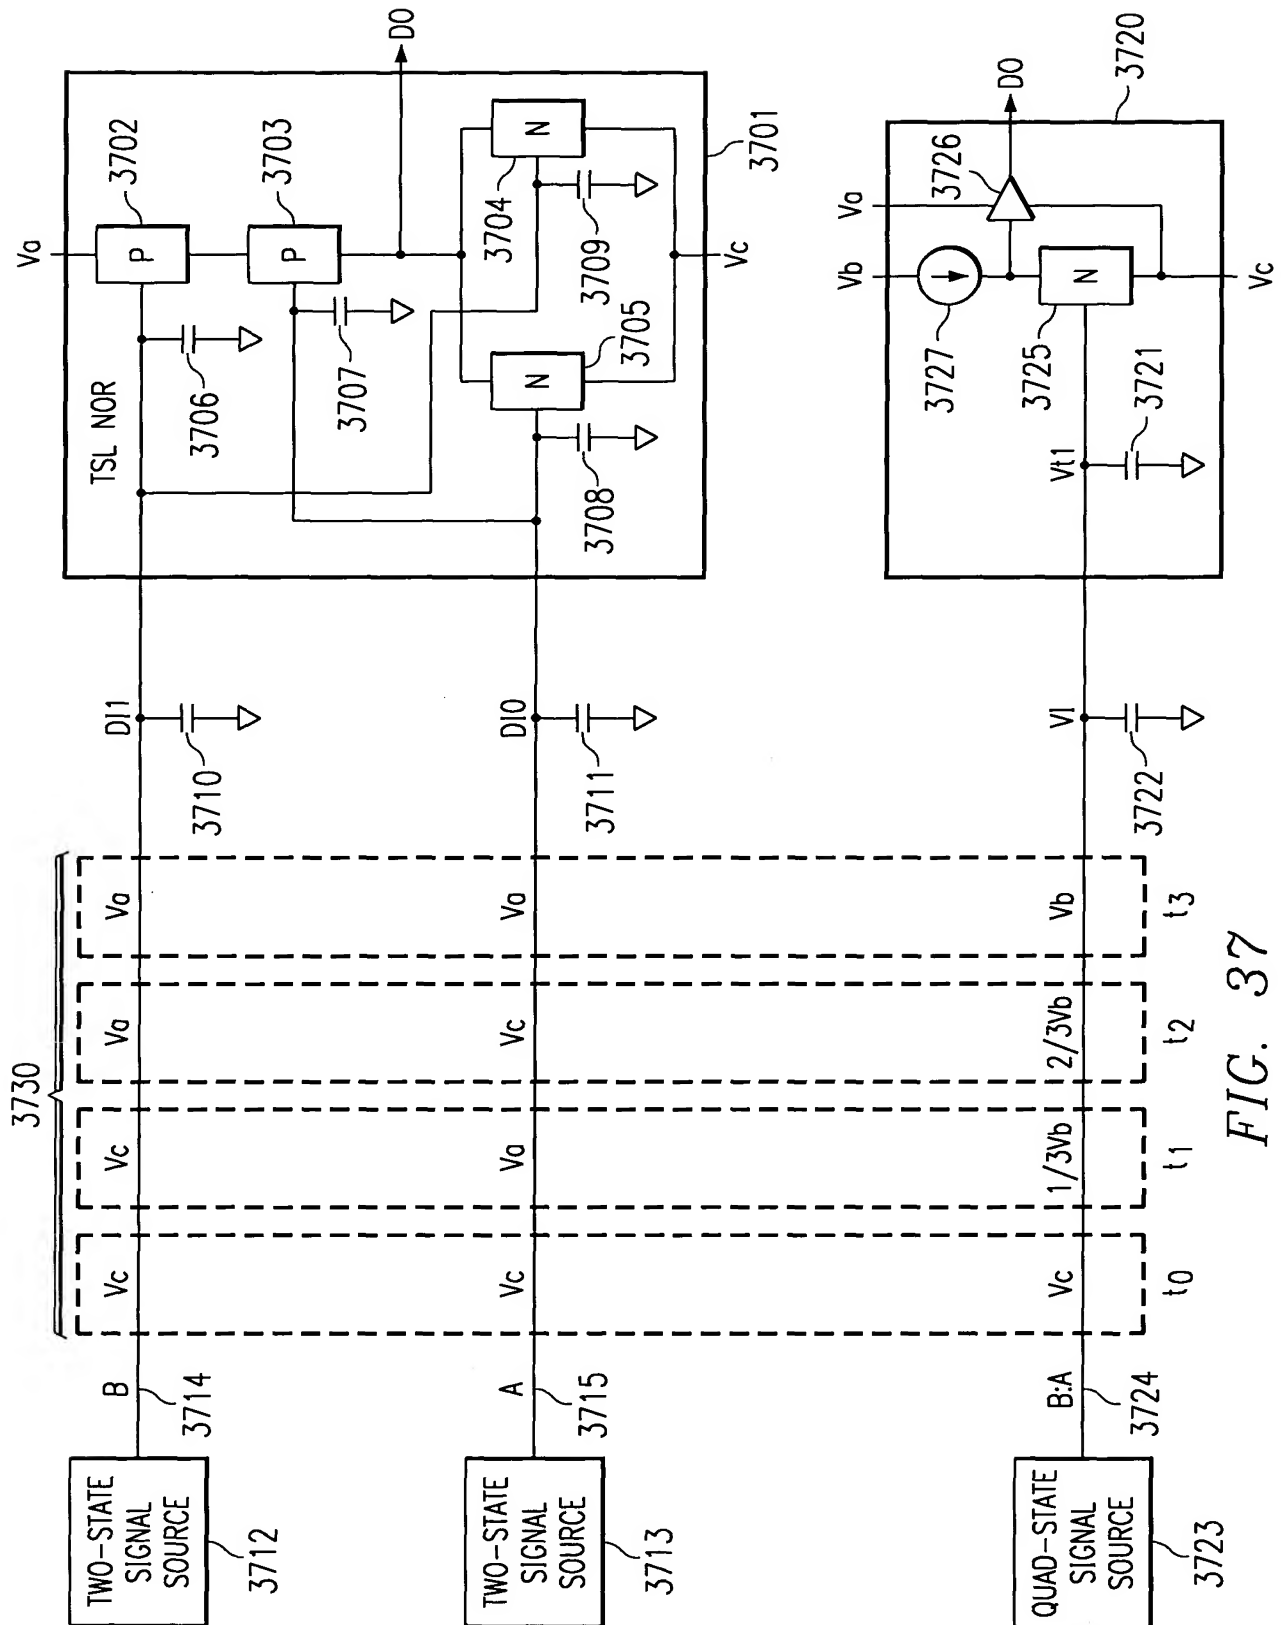 TWO-STATE
SIGNAL
SOURCE
3712
B
3714
3730
Vc
Vc
Va
Va
DI1
3710
TSL NOR
3706
Va
P
3702
P
3703
3707
N
3704
3709
N
3705
3708
Vc
3701
DO
TWO-STATE
SIGNAL
SOURCE
3713
A
3715
Vc
Va
Vc
Va
DI0
3711
QUAD-STATE
SIGNAL
SOURCE
3723
B:A
3724
Vc
1/3Vb
2/3Vb
Vb
t0
t1
t2
t3
VI
3722
Vt1
3721
Vb
Va
3727
3726
N
3725
DO
Vc
3720
FIG. 37